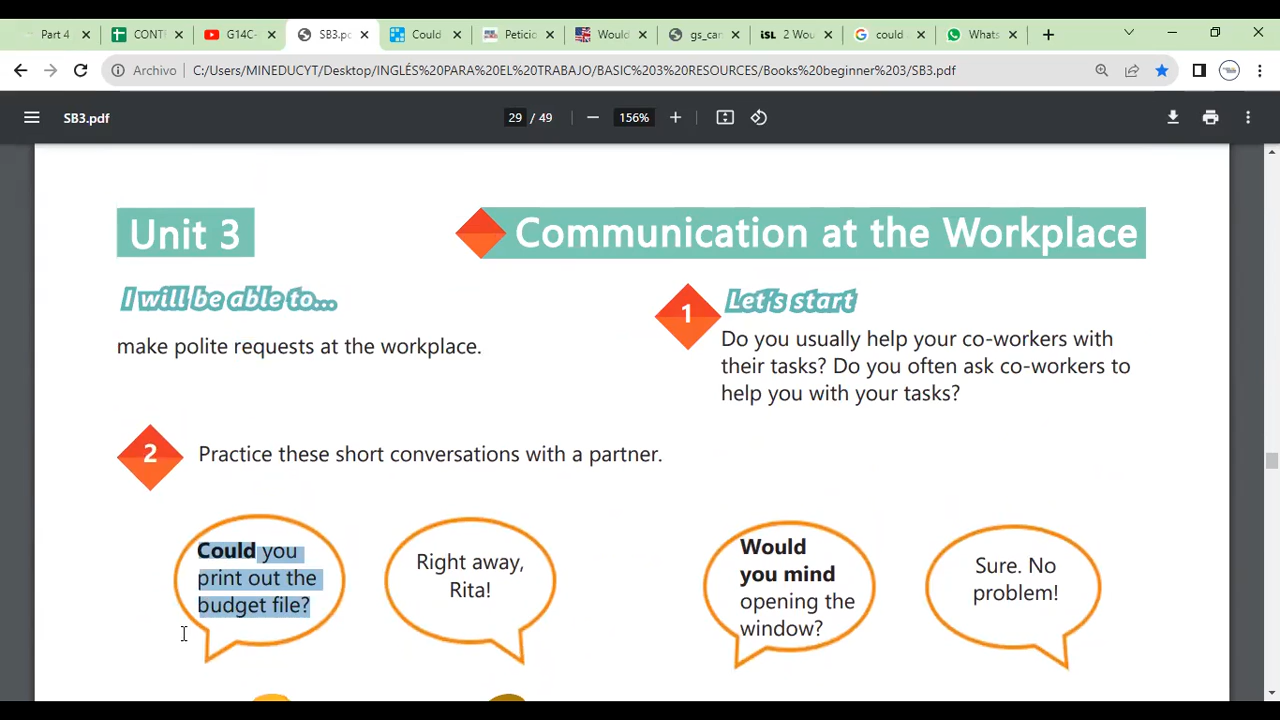 Part 4
CONTI
G14C-
SB3.pc
Could
Peticio
Would
gs_can
iSL 2 Wou
could
Whats
Archivo C:/Users/MINEDUCYT/Desktop/INGLÉS%20PARA%20EL%20TRABAJO/BASIC%203%20RESOURCES/Books%20beginner%203/SB3.pdf
SB3.pdf 29 / 49 156%
Unit 3
Communication at the Workplace
I will be able to...
make polite requests at the workplace.
1 Let's start
Do you usually help your co-workers with
their tasks? Do you often ask co-workers to
help you with your tasks?
2 Practice these short conversations with a partner.
Could you
print out the
budget file?
Right away,
Rita!
Would
you mind
opening the
window?
Sure. No
problem!